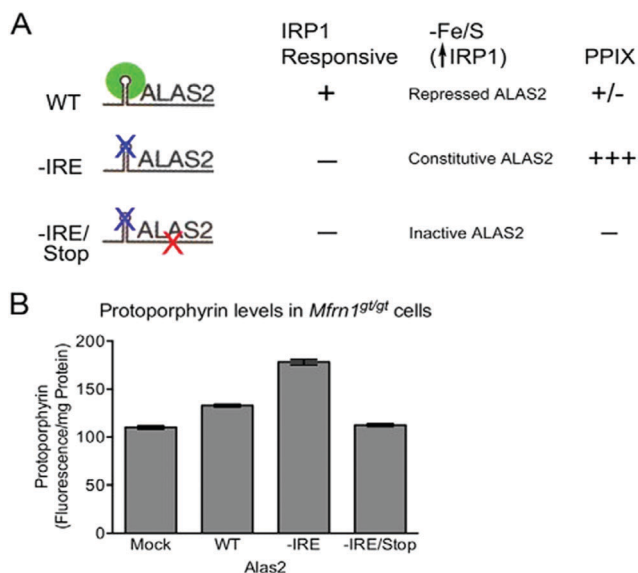 A
IRP1 Responsive
-Fe/S (↑IRP1)
PPIX
WT
ALAS2
+
Repressed ALAS2
+/-
-IRE
ALAS2
—
Constitutive ALAS2
+++
-IRE/Stop
ALAS2
—
Inactive ALAS2
—
B
Protoporphyrin levels in Mfrn1gt/gt cells
Protoporphyrin
(Fluorescence/mg Protein)
200
150
100
50
0
Mock
WT
-IRE
-IRE/Stop
Alas2